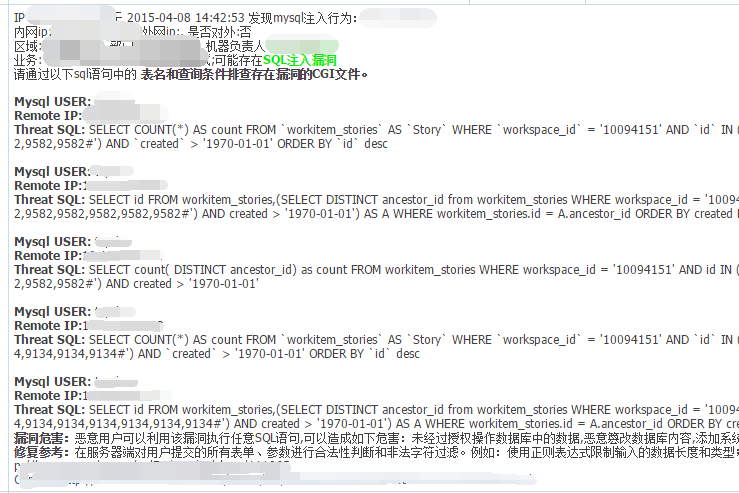 IP 于 2015-04-08 14:42:53 发现mysql注入行为:
内网ip: 外网ip:, 是否对外:否
区域: 机器负责人
业务: 可能存在SQL注入漏洞
请通过以下sql语句中的 表名和查询条件排查存在漏洞的CGI文件。
Mysql USER:
Remote IP:
Threat SQL: SELECT COUNT(*) AS count FROM `workitem_stories` AS `Story` WHERE `workspace_id` = '10094151' AND `id` IN (
2,9582,9582#') AND `created` > '1970-01-01' ORDER BY `id` desc
Mysql USER:
Remote IP:1
Threat SQL: SELECT id FROM workitem_stories,(SELECT DISTINCT ancestor_id from workitem_stories WHERE workspace_id = '10094
2,9582,9582,9582,9582,9582#') AND created > '1970-01-01') AS A WHERE workitem_stories.id = A.ancestor_id ORDER BY created
Mysql USER:
Remote IP:
Threat SQL: SELECT count( DISTINCT ancestor_id) as count FROM workitem_stories WHERE workspace_id = '10094151' AND id IN (
2,9582,9582#') AND created > '1970-01-01'
Mysql USER:
Remote IP:1
Threat SQL: SELECT COUNT(*) AS count FROM `workitem_stories` AS `Story` WHERE `workspace_id` = '10094151' AND `id` IN (
4,9134,9134,9134#') AND `created` > '1970-01-01' ORDER BY `id` desc
Mysql USER:
Remote IP:1
Threat SQL: SELECT id FROM workitem_stories,(SELECT DISTINCT ancestor_id from workitem_stories WHERE workspace_id = '10094
4,9134,9134,9134,9134,9134,9134#') AND created > '1970-01-01') AS A WHERE workitem_stories.id = A.ancestor_id ORDER BY cre
漏洞危害: 恶意用户可以利用该漏洞执行任意SQL语句,可以造成如下危害: 未经过授权操作数据库中的数据,恶意篡改数据库内容,添加系统
修复参考: 在服务器端对用户提交的所有表单、参数进行合法性判断和非法字符过滤。例如: 使用正则表达式限制输入的数据长度和类型: